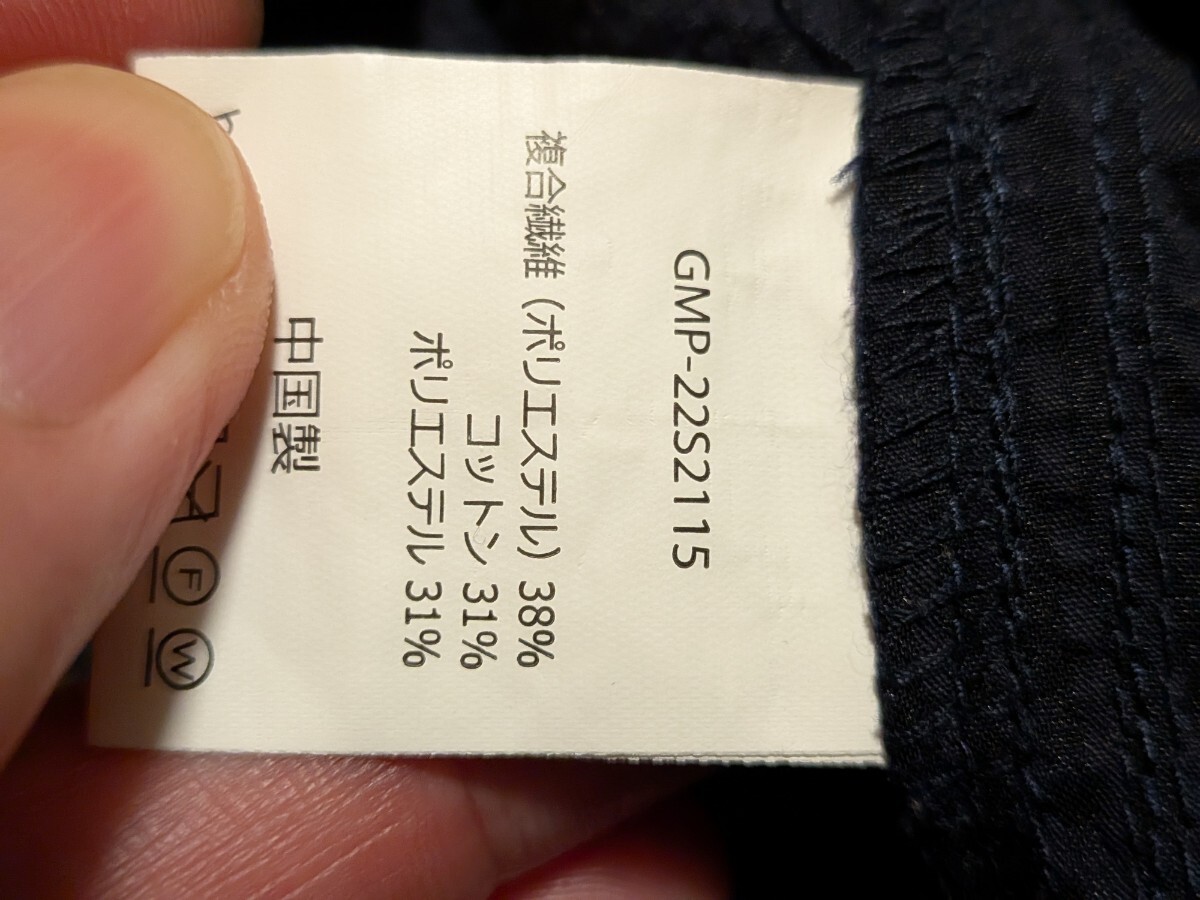 GMP-22S2115
複合繊維（ポリエステル）38%
コットン 31%
ポリエステル 31%
中国製
F
W